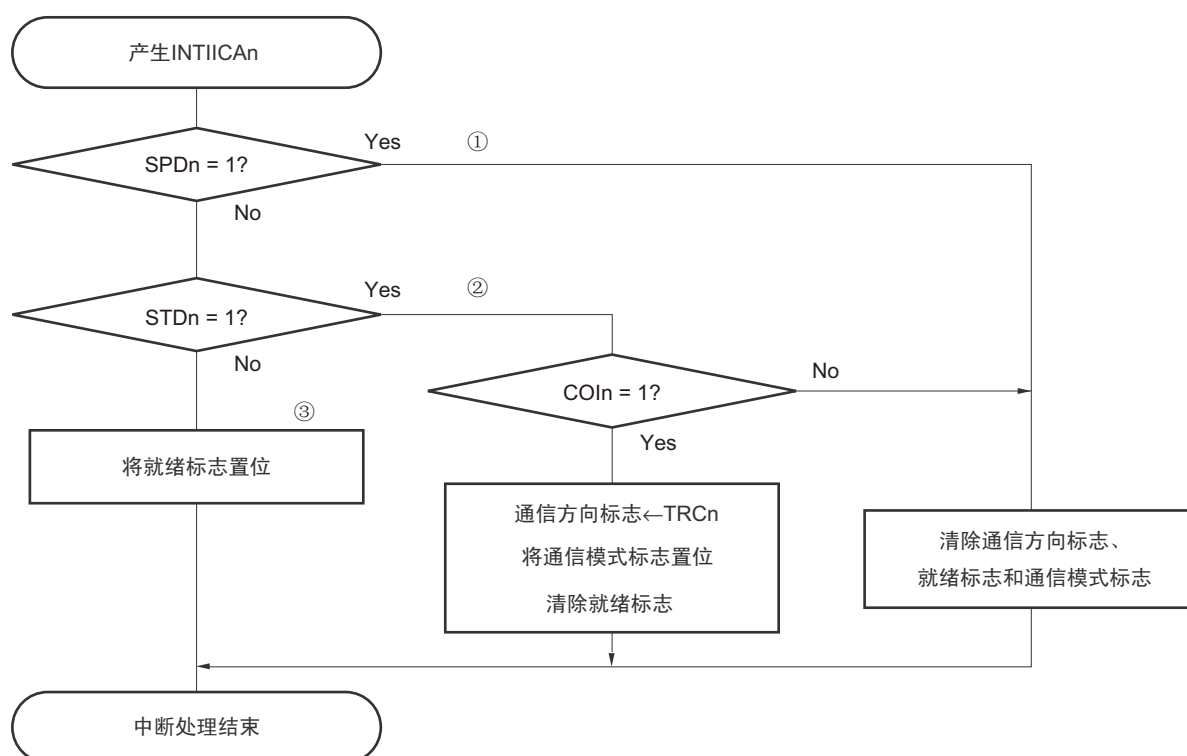 产生INTIICAn
Yes
①
SPDn = 1?
No
Yes
②
STDn = 1?
No
COIn = 1?
No
Yes
③
将就绪标志置位
通信方向标志←TRCn
将通信模式标志置位
清除就绪标志
清除通信方向标志、
就绪标志和通信模式标志
中断处理结束